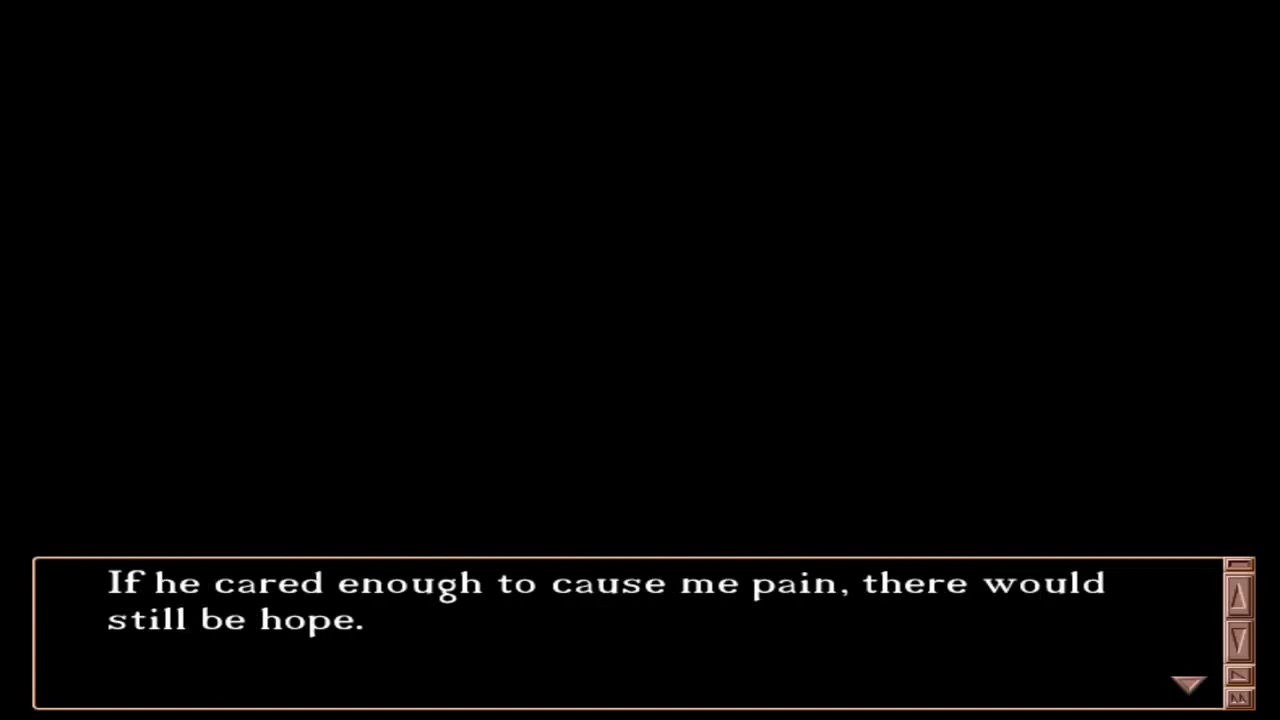 If he cared enough to cause me pain, there would
still be hope.